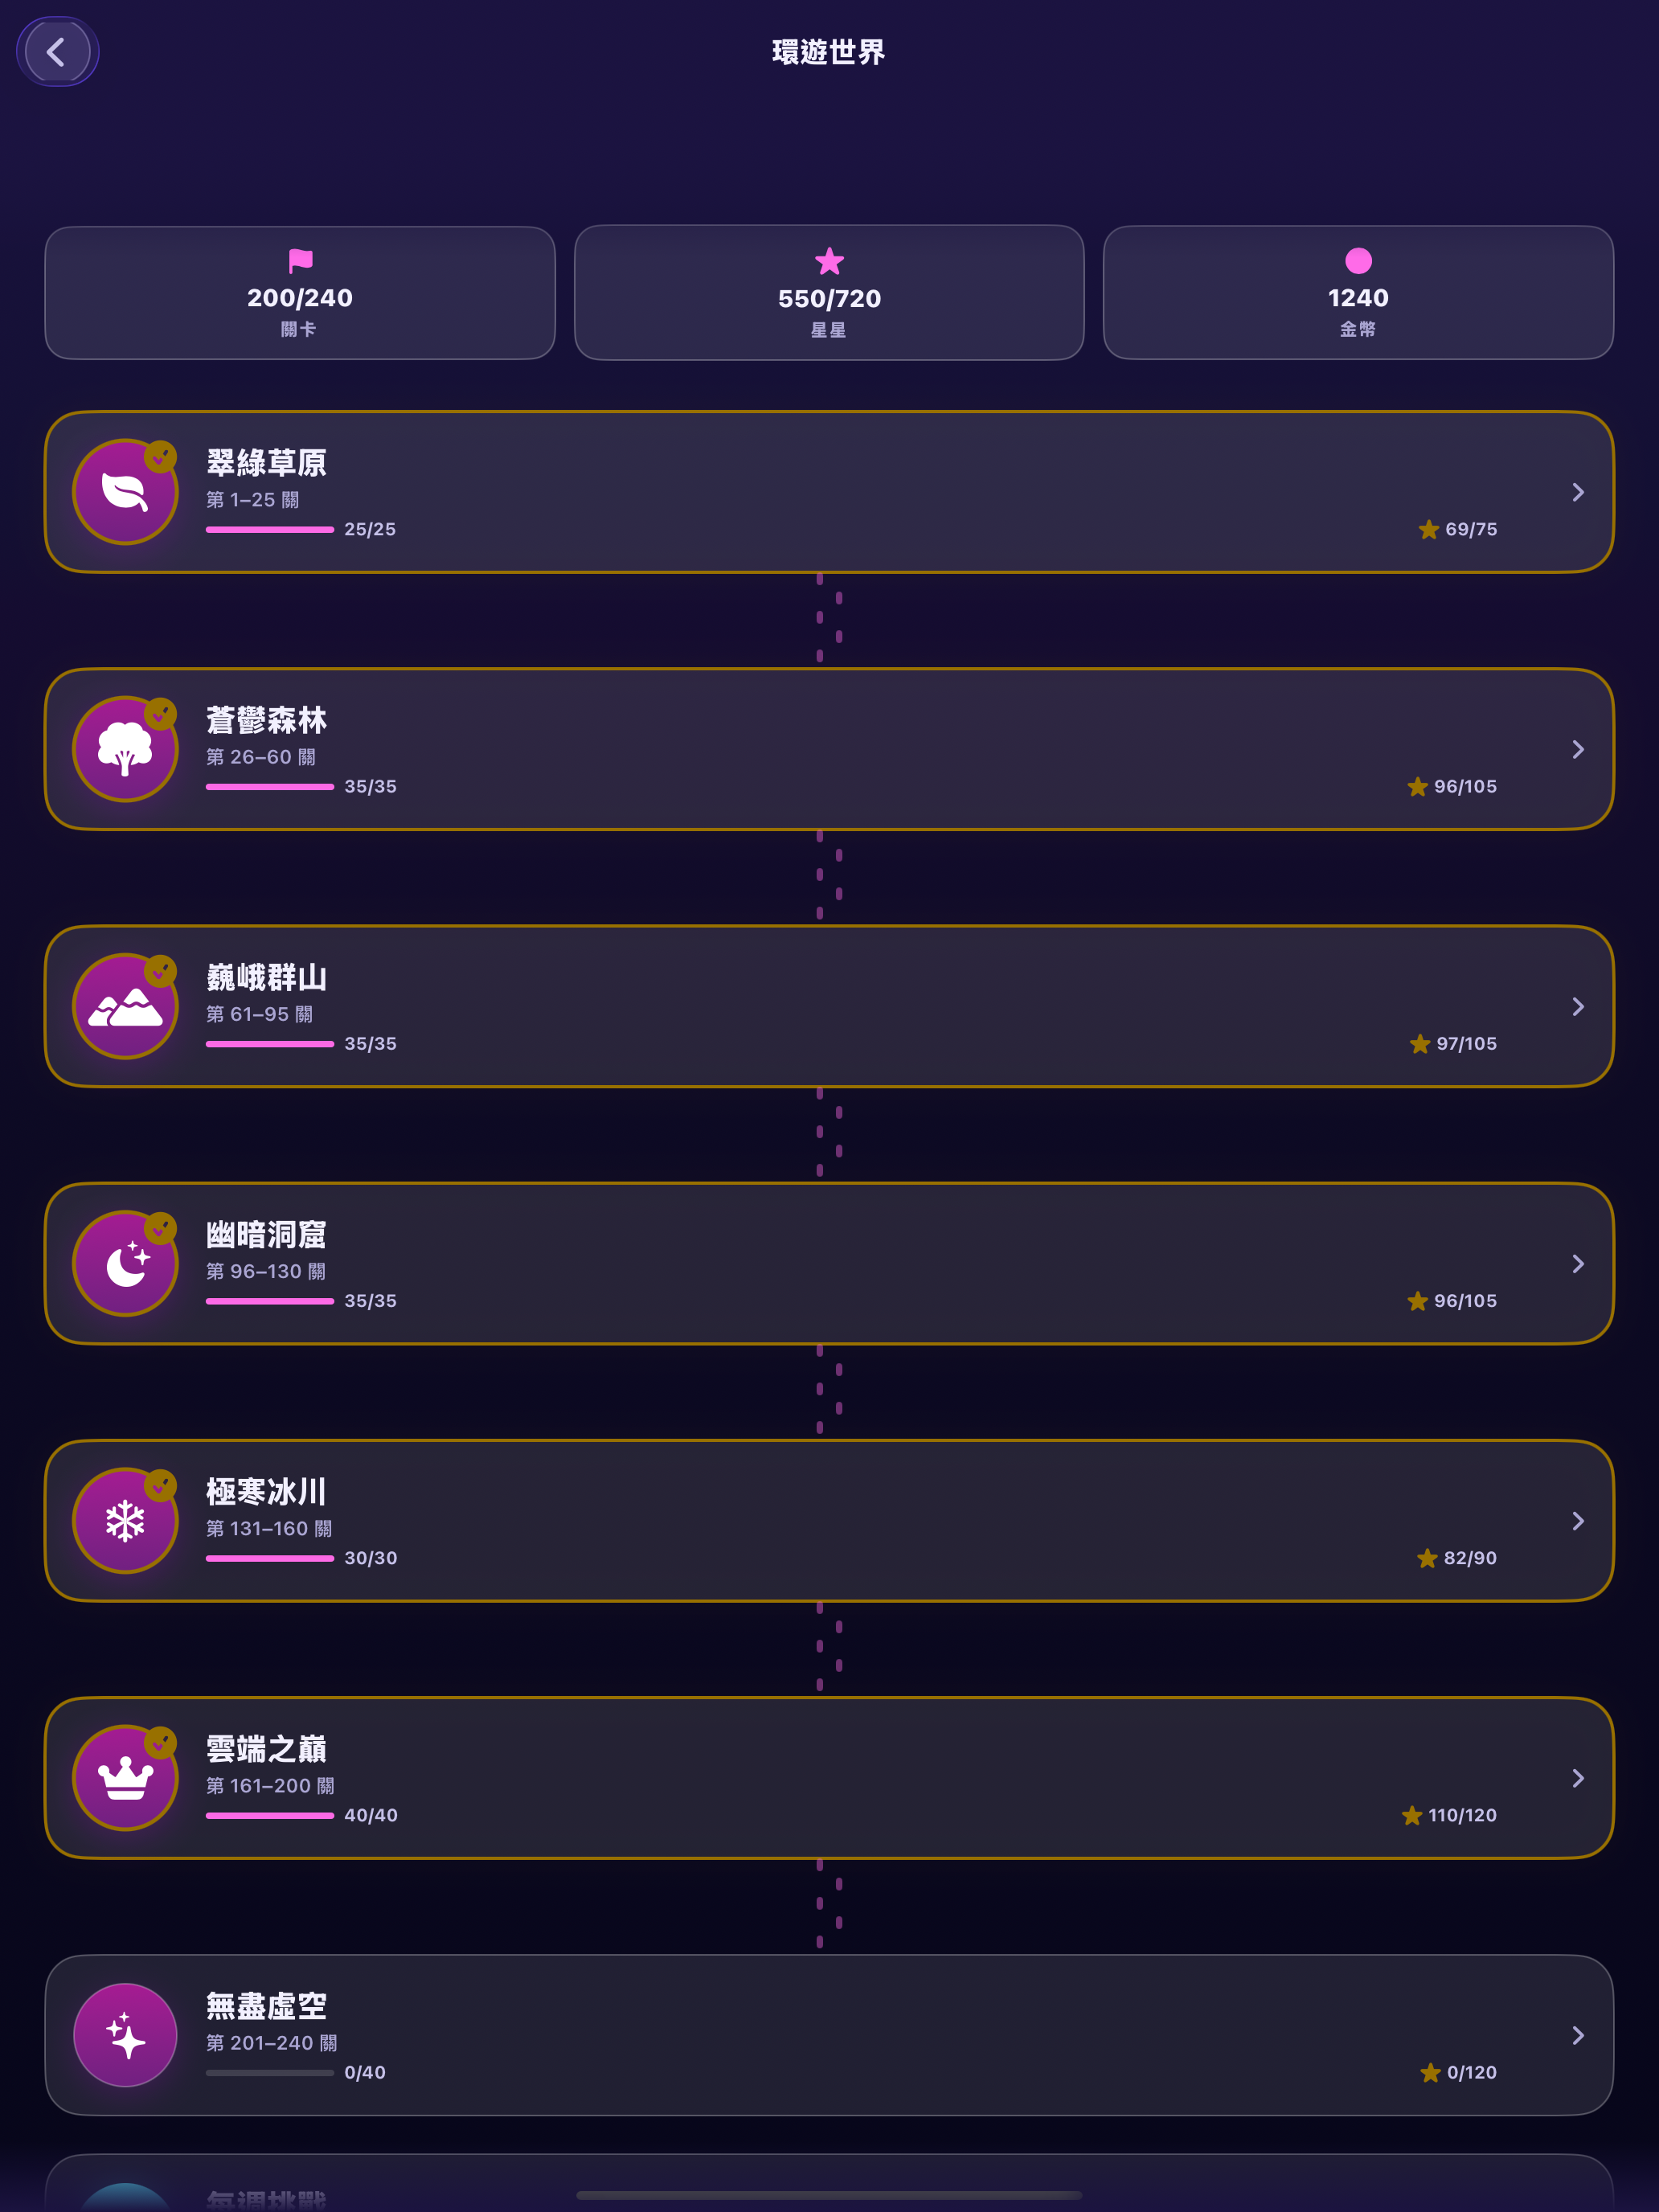 環遊世界
200/240
關卡
550/720
星星
1240
金幣
翠綠草原
第 1–25 關
25/25
69/75
蒼鬱森林
第 26–60 關
35/35
96/105
巍峨群山
第 61–95 關
35/35
97/105
幽暗洞窟
第 96–130 關
35/35
96/105
極寒冰川
第 131–160 關
30/30
82/90
雲端之巔
第 161–200 關
40/40
110/120
無盡虛空
第 201–240 關
0/40
0/120
每週挑戰